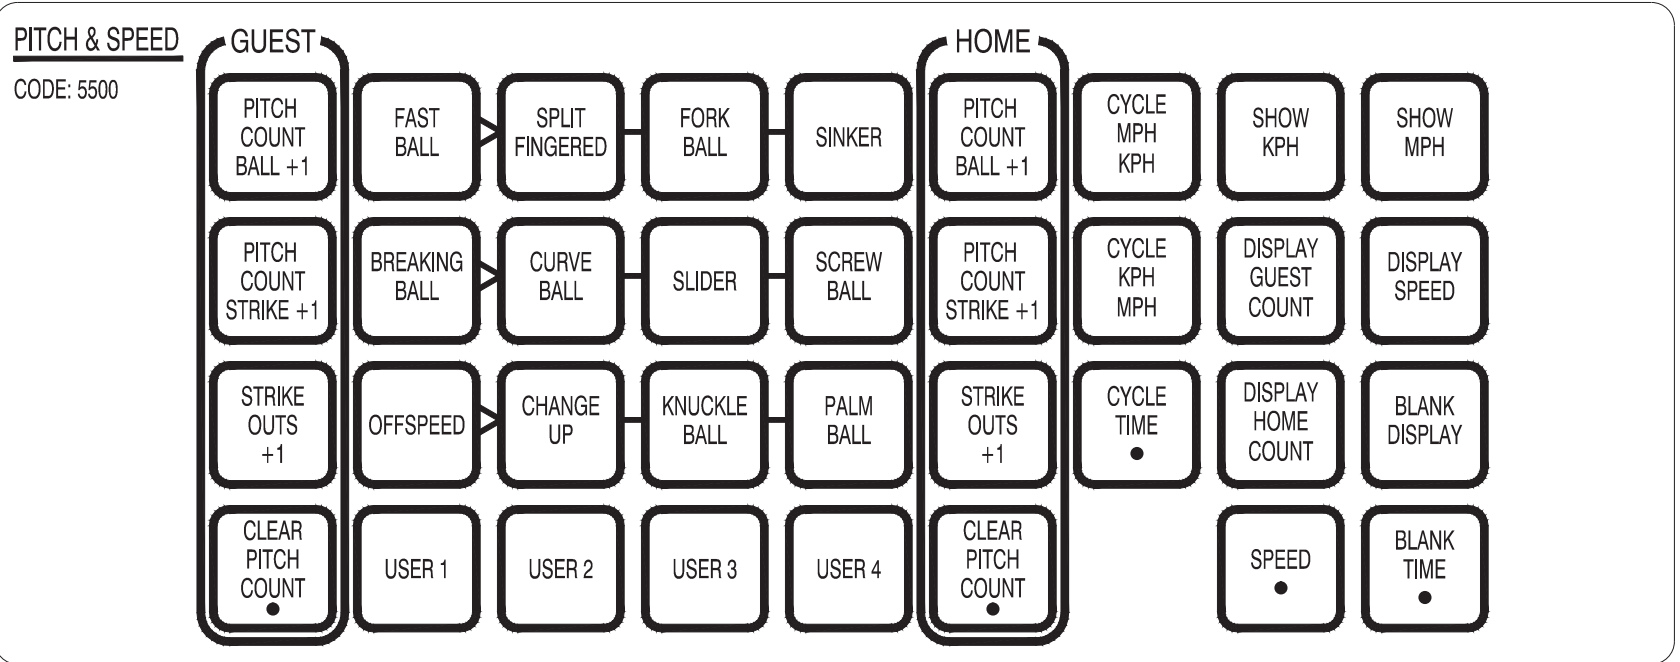 PITCH & SPEED
CODE: 5500
GUEST
HOME
PITCH
COUNT
BALL +1
FAST
BALL
SPLIT
FINGERED
FORK
BALL
SINKER
PITCH
COUNT
BALL +1
CYCLE
MPH
KPH
SHOW
KPH
SHOW
MPH
PITCH
COUNT
STRIKE +1
BREAKING
BALL
CURVE
BALL
SLIDER
SCREW
BALL
PITCH
COUNT
STRIKE +1
CYCLE
KPH
MPH
DISPLAY
GUEST
COUNT
DISPLAY
SPEED
STRIKE
OUTS
+1
OFFSPEED
CHANGE
UP
KNUCKLE
BALL
PALM
BALL
STRIKE
OUTS
+1
CYCLE
TIME
●
DISPLAY
HOME
COUNT
BLANK
DISPLAY
CLEAR
PITCH
COUNT
●
USER 1
USER 2
USER 3
USER 4
CLEAR
PITCH
COUNT
●
SPEED
●
BLANK
TIME
●